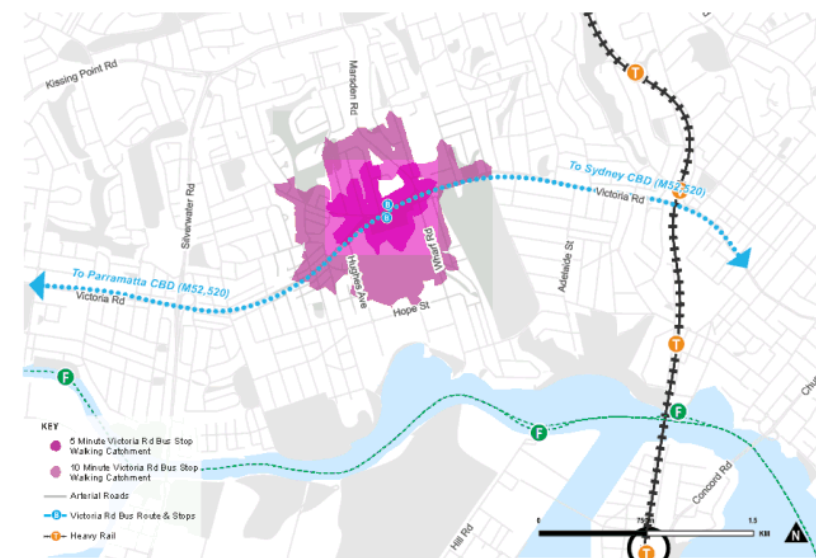 Kissing Point Rd
Marsden Rd
T
To Sydney CBD (M52,520)
T
Victoria Rd
Silverwater Rd
B
B
Wharf Rd
Adelaide St
Hughes Ave
To Parramatta CBD (M52,520)
Victoria Rd
Hope St
T
F
F
F
Concord Rd
Hill Rd
KEY
5 Minute Victoria Rd Bus Stop
Walking Catchment
10 Minute Victoria Rd Bus Stop
Walking Catchment
Arterial Roads
B Victoria Rd Bus Route & Stops
T Heavy Rail
0 1.5
KM
N
T